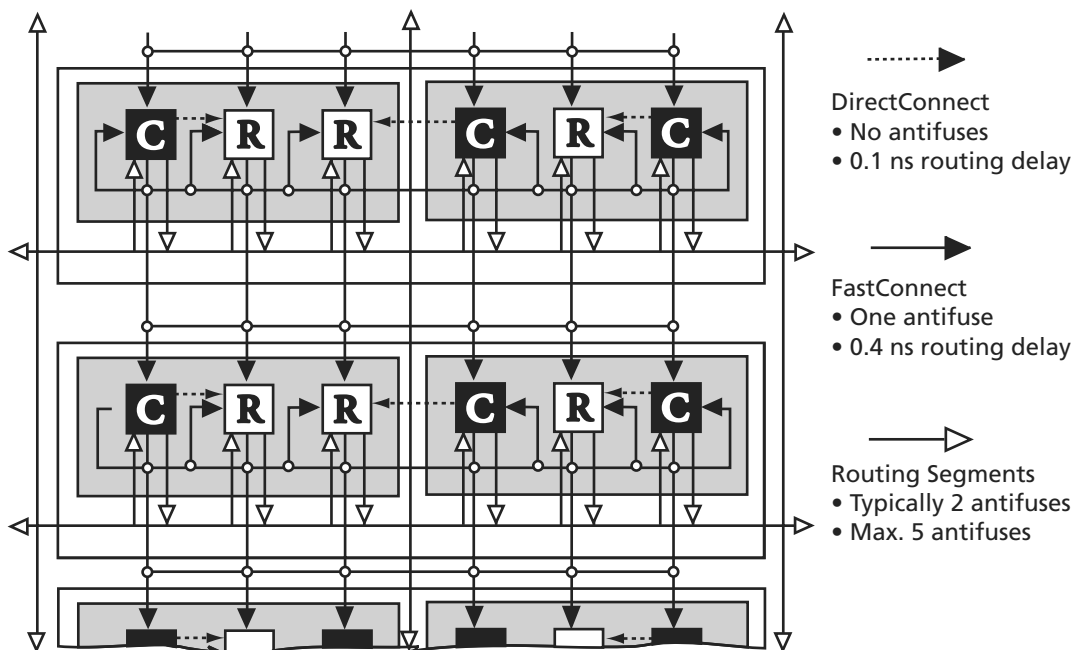 C R R C R C
DirectConnect
• No antifuses
• 0.1 ns routing delay
FastConnect
• One antifuse
• 0.4 ns routing delay
C R R C R C
Routing Segments
• Typically 2 antifuses
• Max. 5 antifuses